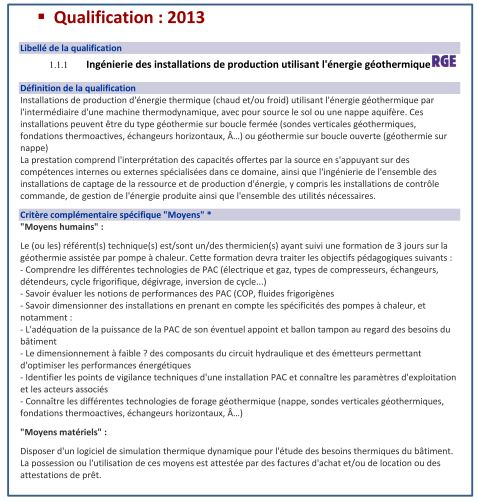 ▪ Qualification : 2013
Libellé de la qualification
1.1.1 Ingénierie des installations de production utilisant l'énergie géothermique RGE
Définition de la qualification
Installations de production d'énergie thermique (chaud et/ou froid) utilisant l'énergie géothermique par
l'intermédiaire d'une machine thermodynamique, avec pour source le sol ou une nappe aquifère. Ces
installations peuvent être du type géothermie sur boucle fermée (sondes verticales géothermiques,
fondations thermoactives, échangeurs horizontaux, Â…) ou géothermie sur boucle ouverte (géothermie sur
nappe)
La prestation comprend l'interprétation des capacités offertes par la source en s'appuyant sur des
compétences internes ou externes spécialisées dans ce domaine, ainsi que l'ingénierie de l'ensemble des
installations de captage de la ressource et de production d'énergie, y compris les installations de contrôle
commande, de gestion de l'énergie produite ainsi que l'ensemble des utilités nécessaires.
Critère complémentaire spécifique "Moyens" *
"Moyens humains" :
Le (ou les) référent(s) technique(s) est/sont un/des thermicien(s) ayant suivi une formation de 3 jours sur la
géothermie assistée par pompe à chaleur. Cette formation devra traiter les objectifs pédagogiques suivants :
- Comprendre les différentes technologies de PAC (électrique et gaz, types de compresseurs, échangeurs,
détendeurs, cycle frigorifique, dégivrage, inversion de cycle...)
- Savoir évaluer les notions de performances des PAC (COP, fluides frigorigènes
- Savoir dimensionner des installations en prenant en compte les spécificités des pompes à chaleur, et
notamment :
- L'adéquation de la puissance de la PAC de son éventuel appoint et ballon tampon au regard des besoins du
bâtiment
- Le dimensionnement à faible ? des composants du circuit hydraulique et des émetteurs permettant
d'optimiser les performances énergétiques
- Identifier les points de vigilance techniques d'une installation PAC et connaître les paramètres d'exploitation
et les acteurs associés
- Connaître les différentes technologies de forage géothermique (nappe, sondes verticales géothermiques,
fondations thermoactives, échangeurs horizontaux, Â…)
"Moyens matériels" :
Disposer d'un logiciel de simulation thermique dynamique pour l'étude des besoins thermiques du bâtiment.
La possession ou l'utilisation de ces moyens est attestée par des factures d'achat et/ou de location ou des
attestations de prêt.